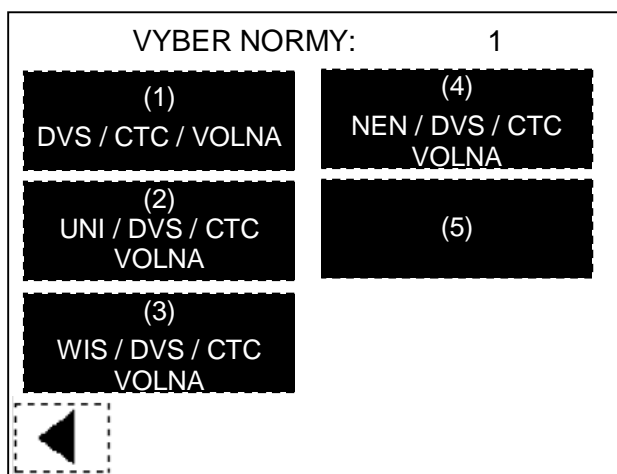 VYBER NORMY: 1
(1)
DVS / CTC / VOLNA
(2)
UNI / DVS / CTC
VOLNA
(3)
WIS / DVS / CTC
VOLNA
(4)
NEN / DVS / CTC
VOLNA
(5)